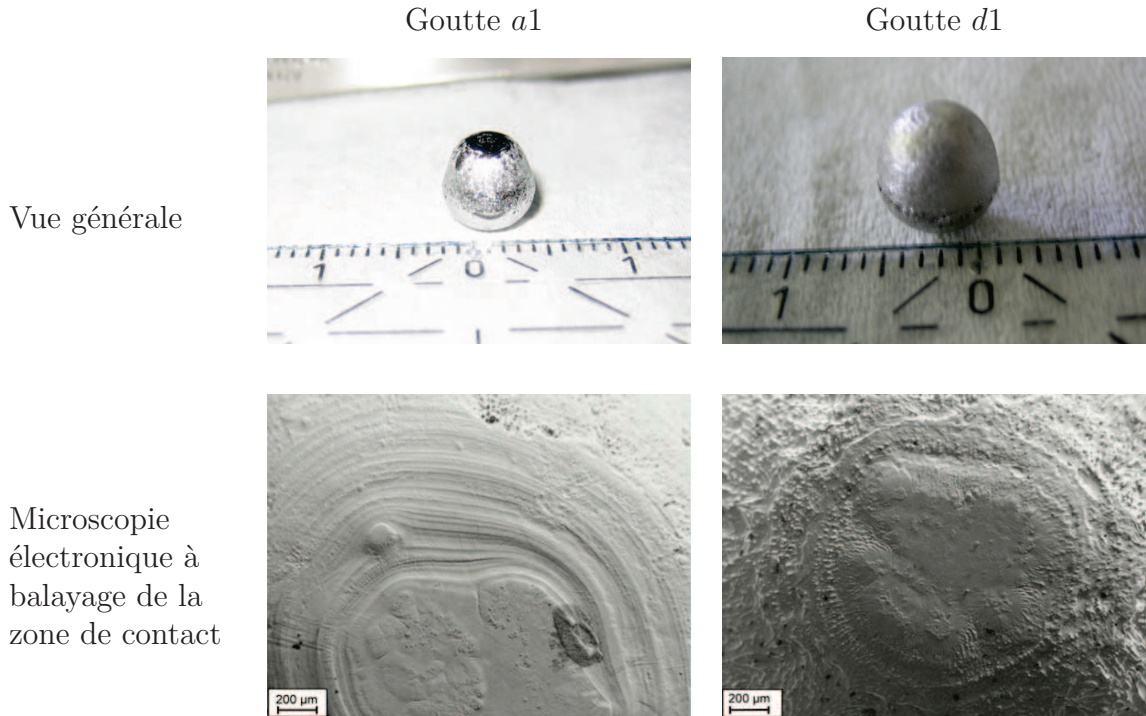 Goutte a1
Goutte d1
Vue générale
1 0 1
1 0
Microscopie
électronique à
balayage de la
zone de contact
200 µm
200 µm